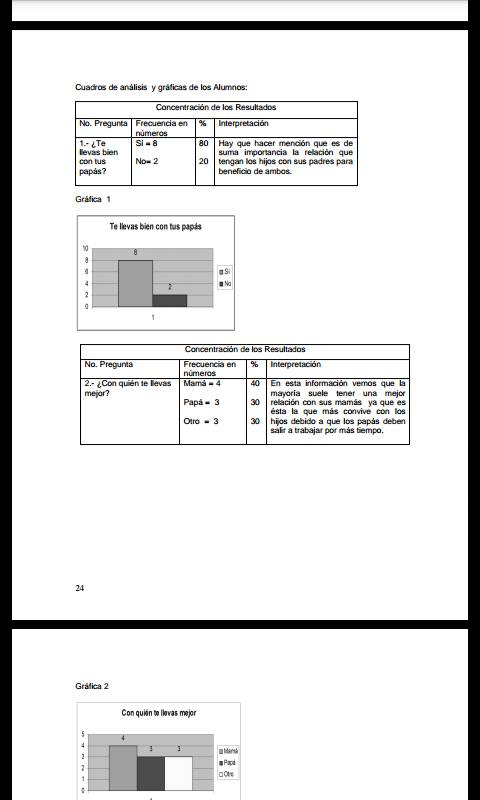 Cuadros de análisis y gráficas de los Alumnos:
Concentración de los Resultados
No. Pregunta Frecuencia en números % Interpretación
1.- ¿Te llevas bien con tus papás?
Sí = 8 80
No= 2 20
Hay que hacer mención que es de
suma importancia la relación que
tengan los hijos con sus padres para
beneficio de ambos.
Gráfica 1
Te llevas bien con tus papás
10
8
6
4
2
0
8
2
1
Sí
No
Concentración de los Resultados
No. Pregunta Frecuencia en números % Interpretación
2.- ¿Con quién te llevas
mejor?
Mamá = 4 40
Papá = 3 30
Otro = 3 30
En esta información vemos que la
mayoría suele tener una mejor
relación con sus mamás ya que es
ésta la que más convive con los
hijos debido a que los papás deben
salir a trabajar por más tiempo.
24
Gráfica 2
Con quién te llevas mejor
5
4
3
2
1
0
4
3
3
Mamá
Papá
Otro